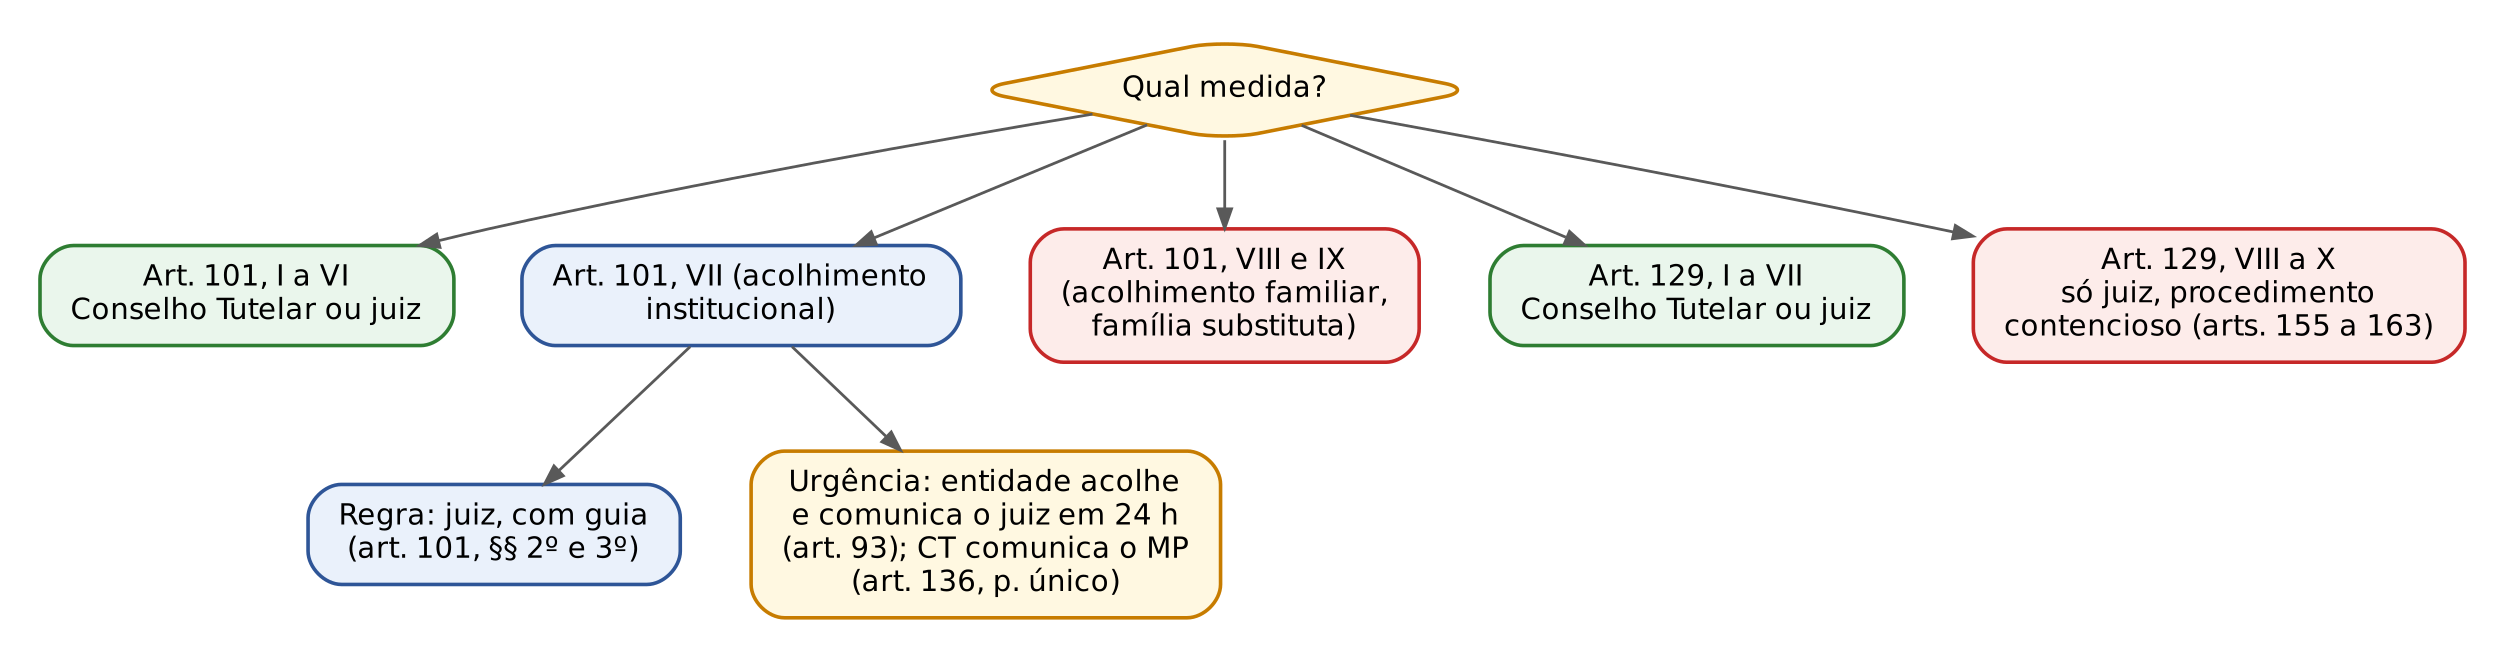 Qual medida?
Art. 101, I a VI
Conselho Tutelar ou juiz
Art. 101, VII (acolhimento
institucional)
Art. 101, VIII e IX
(acolhimento familiar,
família substituta)
Art. 129, I a VII
Conselho Tutelar ou juiz
Art. 129, VIII a X
só juiz, procedimento
contencioso (arts. 155 a 163)
Regra: juiz, com guia
(art. 101, §§ 2º e 3º)
Urgência: entidade acolhe
e comunica o juiz em 24 h
(art. 93); CT comunica o MP
(art. 136, p. único)